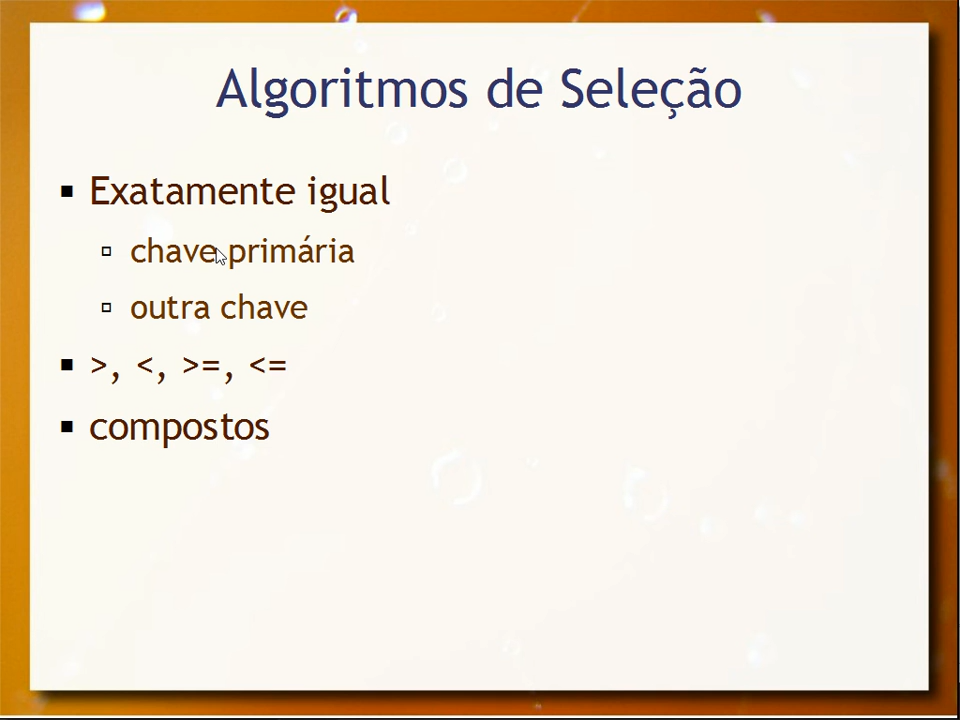 Algoritmos de Seleção
Exatamente igual
chave primária
outra chave
>, <, >=, <=
compostos